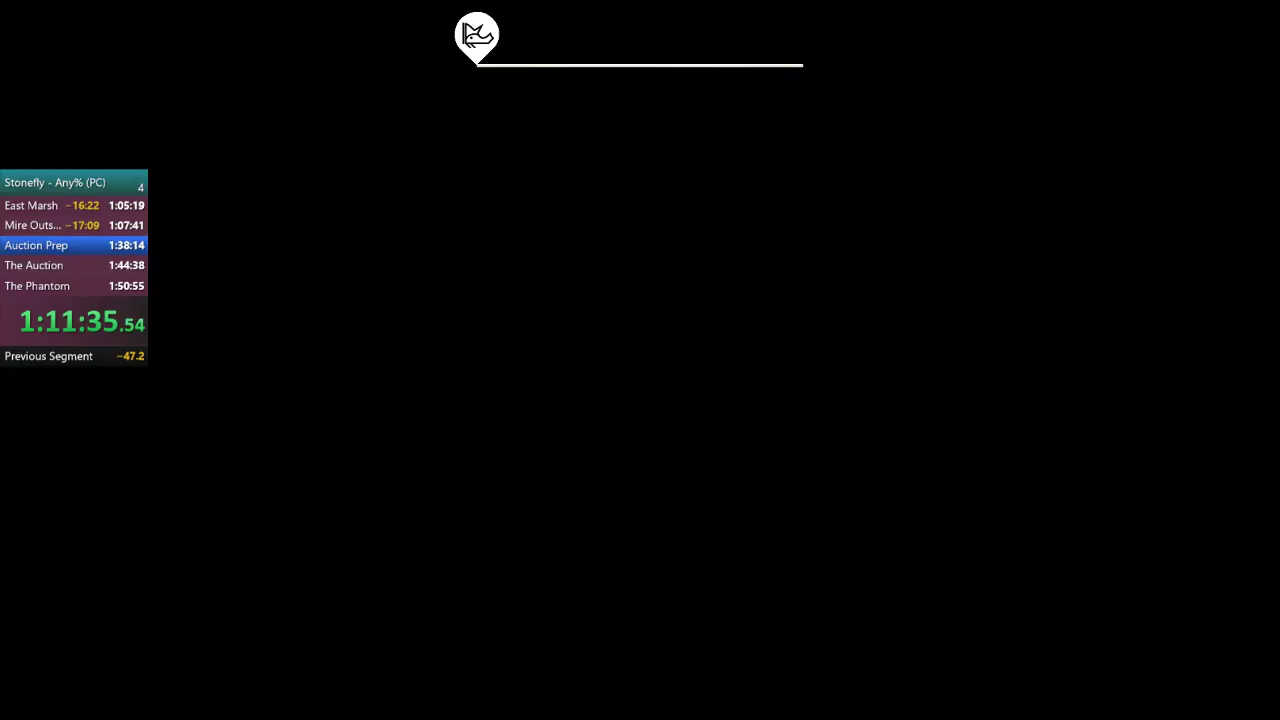 Stonefly - Any% (PC)
4
East Marsh −16:22 1:05:19
Mire Outs... −17:09 1:07:41
Auction Prep 1:38:14
The Auction 1:44:38
The Phantom 1:50:55
1:11:35.54
Previous Segment −47.2